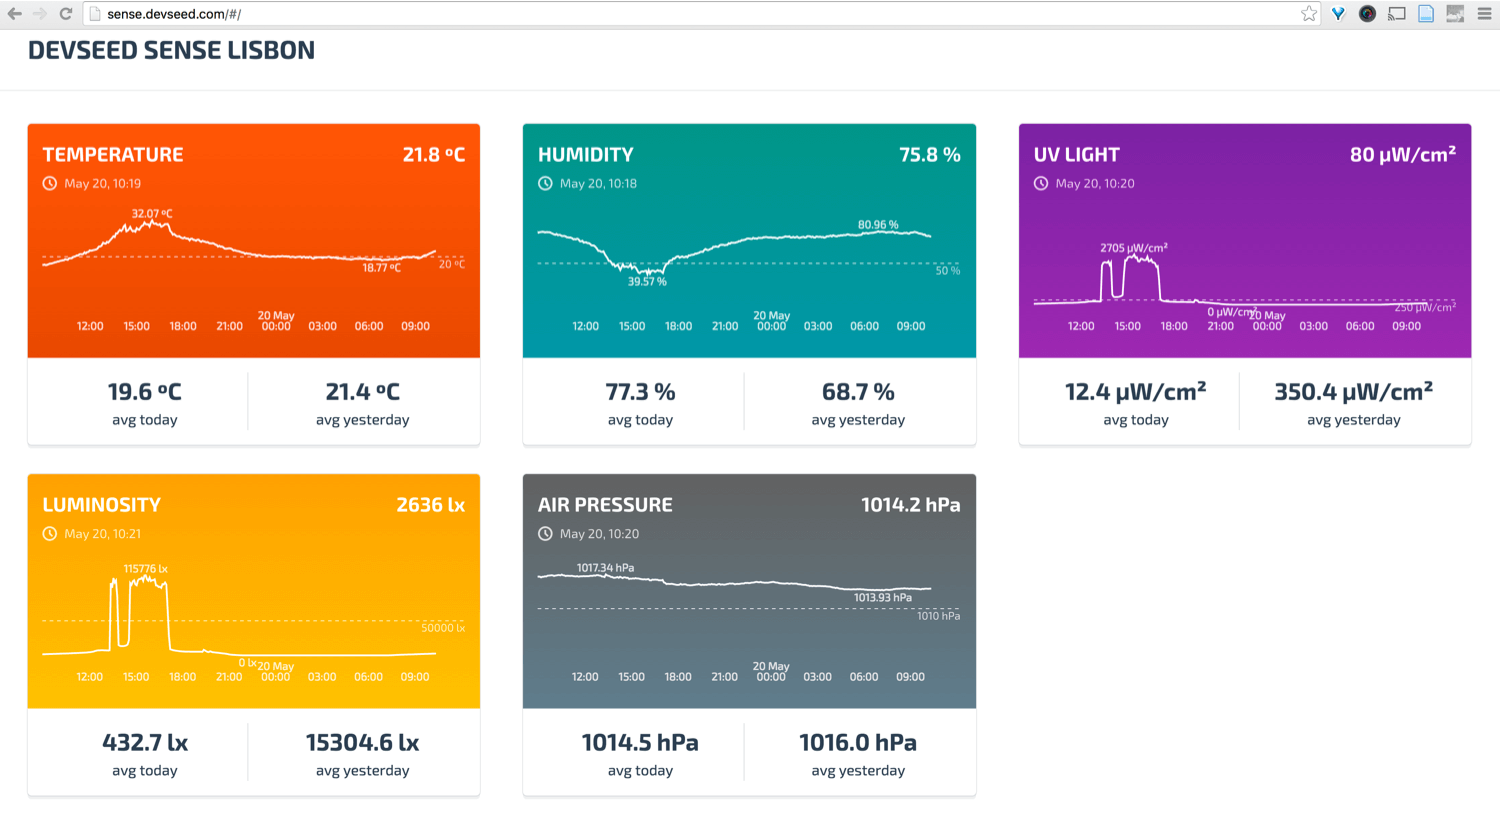 sense.devseed.com/#/
DEVSEED SENSE LISBON
TEMPERATURE 21.8 ºC
May 20, 10:19
32.07 ºC
18.77 ºC
20 ºC
20 May
12:00 15:00 18:00 21:00 00:00 03:00 06:00 09:00
19.6 ºC
avg today
21.4 ºC
avg yesterday
HUMIDITY 75.8 %
May 20, 10:18
80.96 %
50 %
39.57 %
20 May
12:00 15:00 18:00 21:00 00:00 03:00 06:00 09:00
77.3 %
avg today
68.7 %
avg yesterday
UV LIGHT 80 µW/cm²
May 20, 10:20
2705 µW/cm²
250 µW/cm²
0 µW/cm²
20 May
12:00 15:00 18:00 21:00 00:00 03:00 06:00 09:00
12.4 µW/cm²
avg today
350.4 µW/cm²
avg yesterday
LUMINOSITY 2636 lx
May 20, 10:21
115776 lx
50000 lx
0 lx
20 May
12:00 15:00 18:00 21:00 00:00 03:00 06:00 09:00
432.7 lx
avg today
15304.6 lx
avg yesterday
AIR PRESSURE 1014.2 hPa
May 20, 10:20
1017.34 hPa
1013.93 hPa
1010 hPa
20 May
12:00 15:00 18:00 21:00 00:00 03:00 06:00 09:00
1014.5 hPa
avg today
1016.0 hPa
avg yesterday